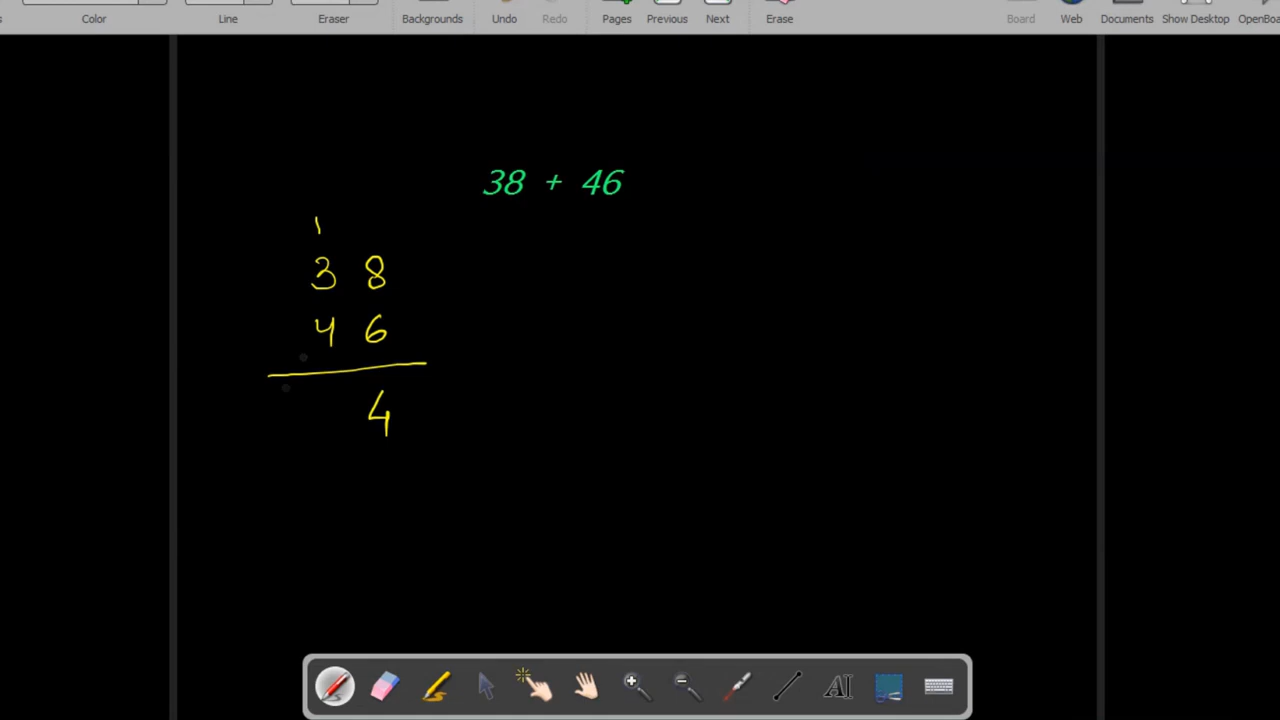 Color Line Eraser Backgrounds Undo Redo Pages Previous Next Erase Board Web Documents Show Desktop
38 + 46
1
3 8
4 6
4
AI